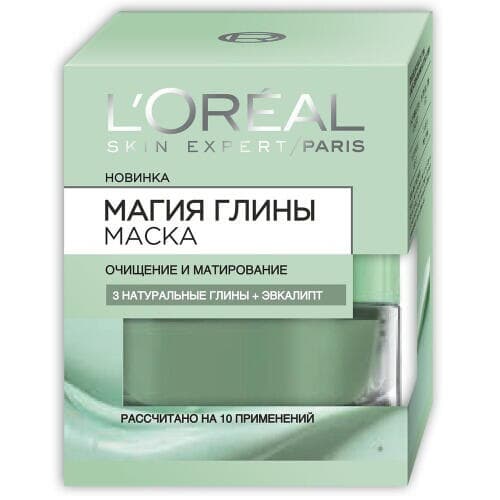 L'ORÉAL
SKIN EXPERT/PARIS
НОВИНКА
МАГИЯ ГЛИНЫ
МАСКА
ОЧИЩЕНИЕ И МАТИРОВАНИЕ
3 НАТУРАЛЬНЫЕ ГЛИНЫ + ЭВКАЛИПТ
РАССЧИТАНО НА 10 ПРИМЕНЕНИЙ